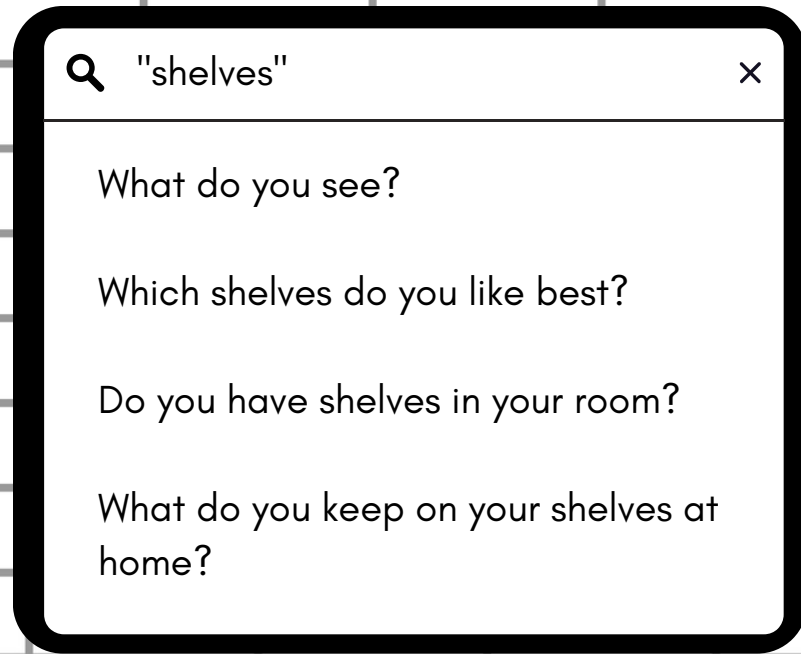 "shelves"
What do you see?
Which shelves do you like best?
Do you have shelves in your room?
What do you keep on your shelves at
home?